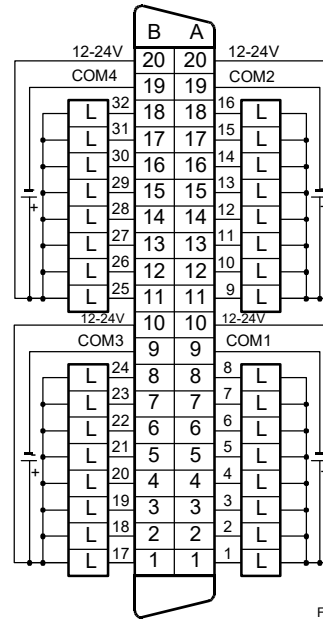 B A
12-24V 20 20 12-24V
COM4 19 19 COM2
L 32 18 18 16 L
L 31 17 17 15 L
L 30 16 16 14 L
L 29 15 15 13 L
+ L 28 14 14 12 L +
L 27 13 13 11 L
L 26 12 12 10 L
L 25 11 11 9 L
12-24V 10 10 12-24V
COM3 9 9 COM1
L 24 8 8 8 L
L 23 7 7 7 L
L 22 6 6 6 L
L 21 5 5 5 L
+ L 20 4 4 4 L +
L 19 3 3 3 L
L 18 2 2 2 L
L 17 1 1 1 L
F